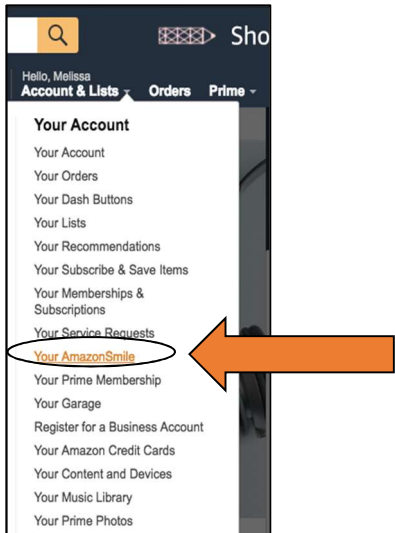 Sho
Hello, Melissa
Account & Lists Orders Prime
Your Account
Your Account
Your Orders
Your Dash Buttons
Your Lists
Your Recommendations
Your Subscribe & Save Items
Your Memberships &
Subscriptions
Your Service Requests
Your AmazonSmile
Your Prime Membership
Your Garage
Register for a Business Account
Your Amazon Credit Cards
Your Content and Devices
Your Music Library
Your Prime Photos